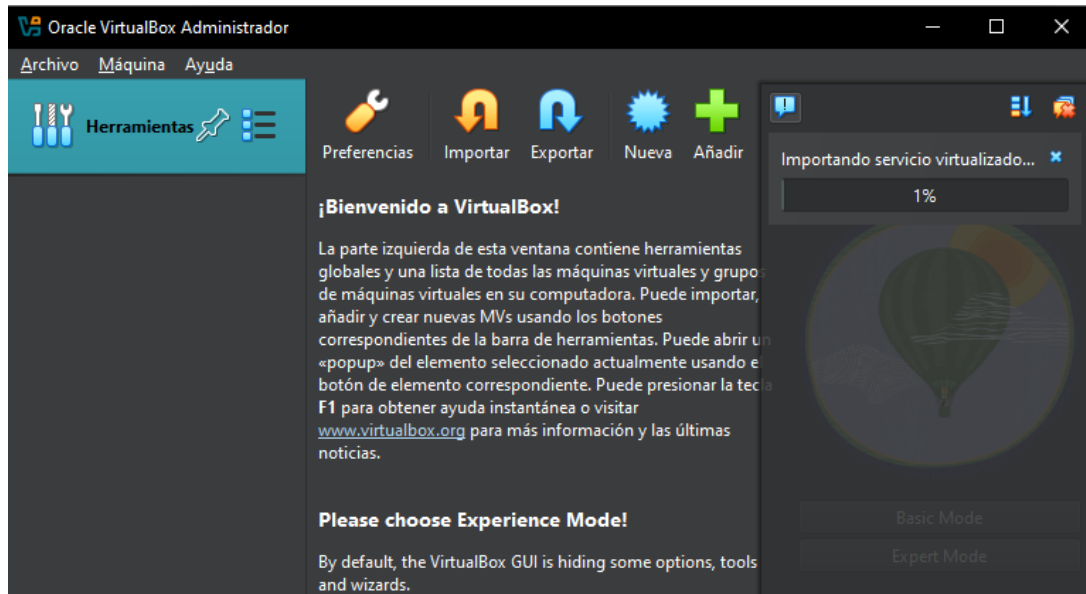 Oracle VirtualBox Administrador
Archivo Máquina Ayuda
Herramientas
Preferencias Importar Exportar Nueva Añadir
Importando servicio virtualizado...
1%
¡Bienvenido a VirtualBox!
La parte izquierda de esta ventana contiene herramientas
globales y una lista de todas las máquinas virtuales y grupos
de máquinas virtuales en su computadora. Puede importar,
añadir y crear nuevas MVs usando los botones
correspondientes de la barra de herramientas. Puede abrir un
«popup» del elemento seleccionado actualmente usando el
botón de elemento correspondiente. Puede presionar la tecla
F1 para obtener ayuda instantánea o visitar
www.virtualbox.org para más información y las últimas
noticias.
Please choose Experience Mode!
By default, the VirtualBox GUI is hiding some options, tools
and wizards.
Basic Mode
Expert Mode